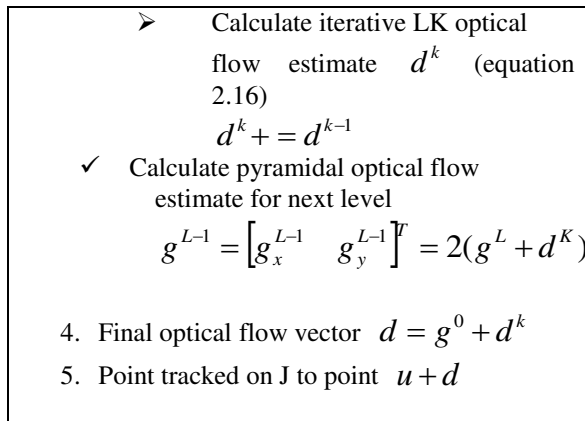 ➢ Calculate iterative LK optical
flow estimate d^k (equation
2.16)
d^k + = d^{k-1}
✓ Calculate pyramidal optical flow
estimate for next level
g^{L-1} = [g_x^{L-1} g_y^{L-1}]^T = 2(g^L + d^K)
4. Final optical flow vector d = g^0 + d^k
5. Point tracked on J to point u + d